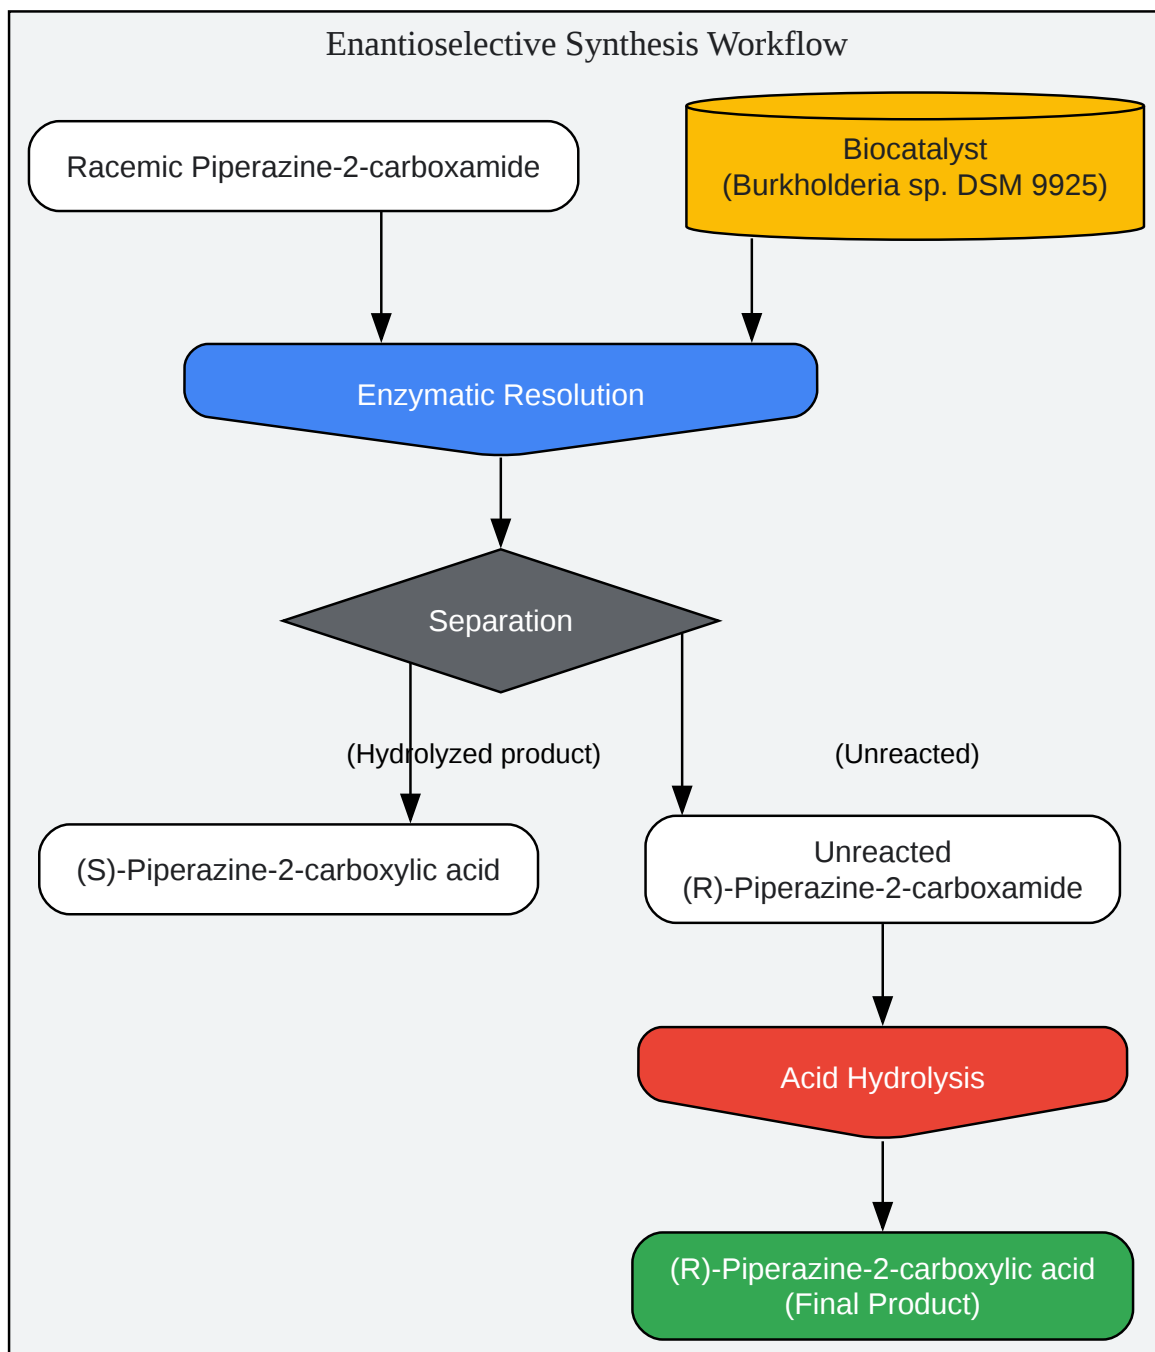 Enantioselective Synthesis Workflow
Racemic Piperazine-2-carboxamide
Biocatalyst
(Burkholderia sp. DSM 9925)
Enzymatic Resolution
Separation
(Hydrolyzed product)
(Unreacted)
(S)-Piperazine-2-carboxylic acid
Unreacted
(R)-Piperazine-2-carboxamide
Acid Hydrolysis
(R)-Piperazine-2-carboxylic acid
(Final Product)